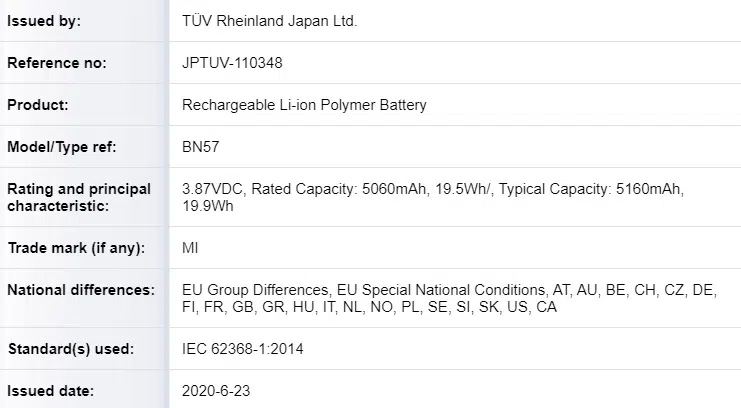 Issued by: TÜV Rheinland Japan Ltd.
Reference no: JPTUV-110348
Product: Rechargeable Li-ion Polymer Battery
Model/Type ref: BN57
Rating and principal characteristic: 3.87VDC, Rated Capacity: 5060mAh, 19.5Wh/, Typical Capacity: 5160mAh,
19.9Wh
Trade mark (if any): MI
National differences: EU Group Differences, EU Special National Conditions, AT, AU, BE, CH, CZ, DE,
FI, FR, GB, GR, HU, IT, NL, NO, PL, SE, SI, SK, US, CA
Standard(s) used: IEC 62368-1:2014
Issued date: 2020-6-23